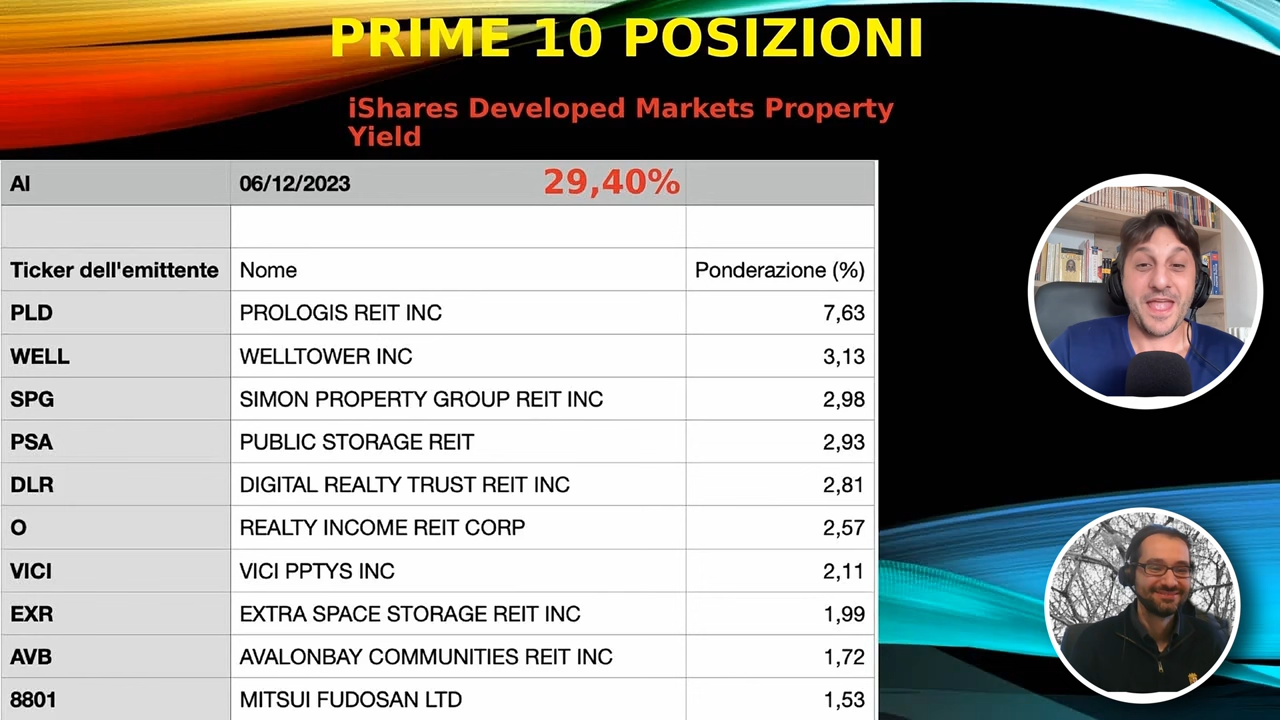 PRIME 10 POSIZIONI
iShares Developed Markets Property
Yield
Al 06/12/2023 29,40%
Ticker dell'emittente Nome Ponderazione (%)
PLD PROLOGIS REIT INC 7,63
WELL WELLTOWER INC 3,13
SPG SIMON PROPERTY GROUP REIT INC 2,98
PSA PUBLIC STORAGE REIT 2,93
DLR DIGITAL REALTY TRUST REIT INC 2,81
O REALTY INCOME REIT CORP 2,57
VICI VICI PPTYS INC 2,11
EXR EXTRA SPACE STORAGE REIT INC 1,99
AVB AVALONBAY COMMUNITIES REIT INC 1,72
8801 MITSUI FUDOSAN LTD 1,53